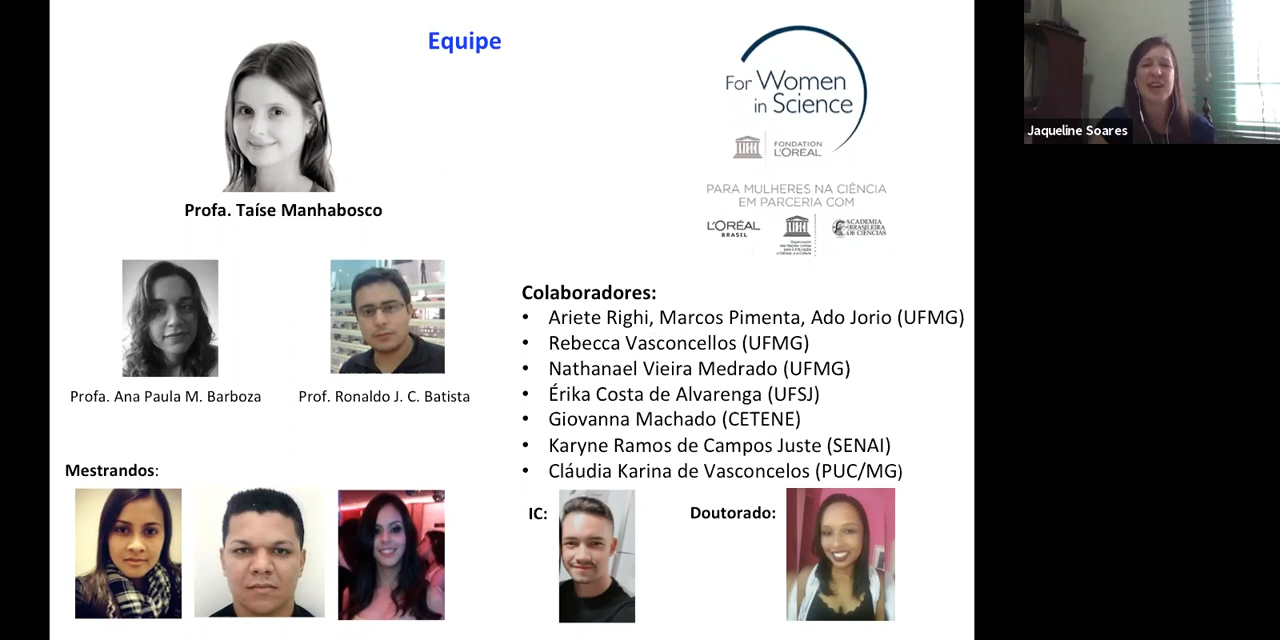 Equipe
For Women
in Science
FONDATION
L'ORÉAL
PARA MULHERES NA CIÊNCIA
EM PARCERIA COM
L'ORÉAL
BRASIL
ACADEMIA
BRASILEIRA
DE CIÊNCIAS
Profa. Taíse Manhabosco
Profa. Ana Paula M. Barboza
Prof. Ronaldo J. C. Batista
Colaboradores:
• Ariete Righi, Marcos Pimenta, Ado Jorio (UFMG)
• Rebecca Vasconcellos (UFMG)
• Nathanael Vieira Medrado (UFMG)
• Érika Costa de Alvarenga (UFSJ)
• Giovanna Machado (CETENE)
• Karyne Ramos de Campos Juste (SENAI)
• Cláudia Karina de Vasconcelos (PUC/MG)
Mestrandos:
IC:
Doutorado:
Jaqueline Soares